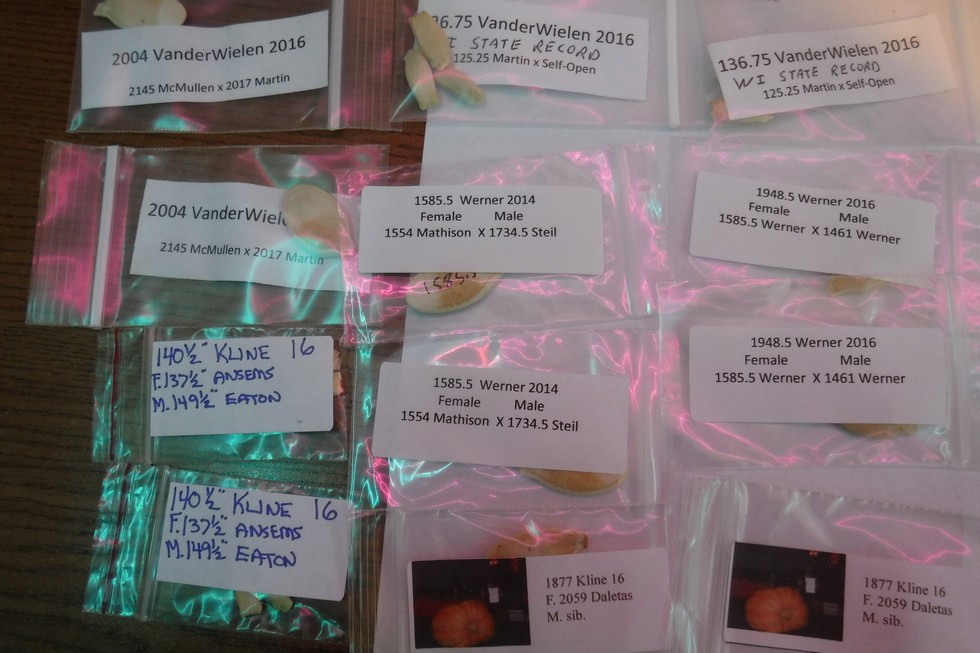 2004 VanderWielen 2016
2145 McMullen x 2017 Martin
36.75 VanderWielen 2016
WI STATE RECORD
125.25 Martin x Self-Open
136.75 VanderWielen 2016
WI STATE RECORD
125.25 Martin x Self-Open
2004 VanderWiele
2145 McMullen x 2017 Martin
1585.5 Werner 2014
Female Male
1554 Mathison X 1734.5 Steil
1585.5
1948.5 Werner 2016
Female Male
1585.5 Werner X 1461 Werner
140½" KLINE 16
F.137½" ANSEMS
M.149½" EATON
1585.5 Werner 2014
Female Male
1554 Mathison X 1734.5 Steil
1948.5 Werner 2016
Female Male
1585.5 Werner X 1461 Werner
140½" KLINE 16
F.137½" ANSEMS
M.149½" EATON
1877 Kline 16
F. 2059 Daletas
M. sib.
1877 Kline 16
F. 2059 Daletas
M. sib.